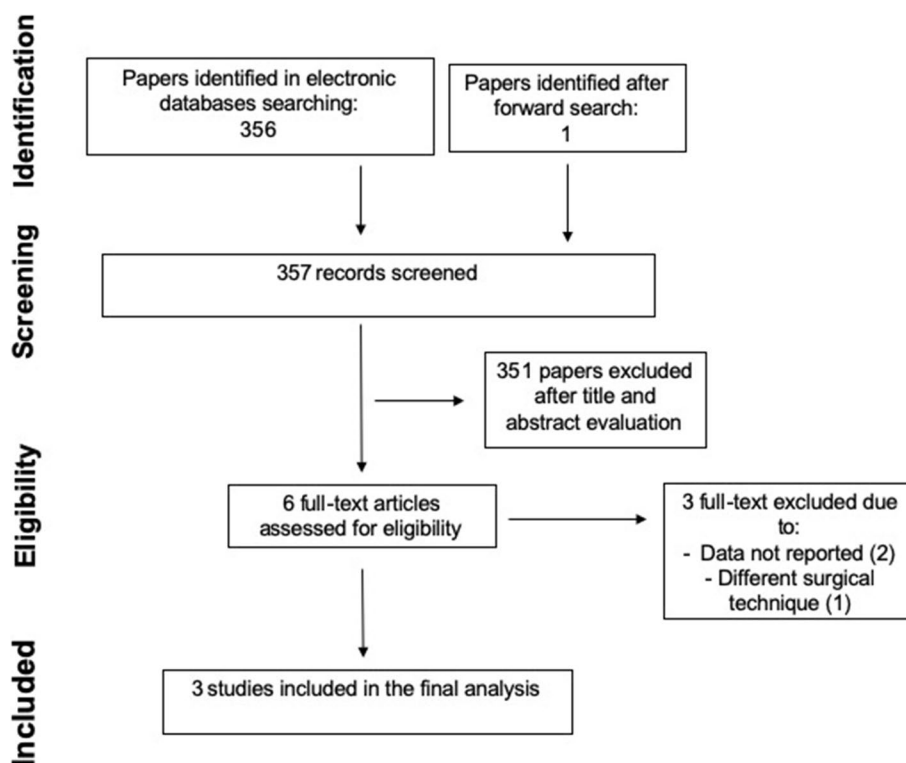 Identification
Papers identified in electronic
databases searching:
356
Papers identified after
forward search:
1
Screening
357 records screened
351 papers excluded
after title and
abstract evaluation
Eligibility
6 full-text articles
assessed for eligibility
3 full-text excluded due
to:
- Data not reported (2)
- Different surgical
technique (1)
Included
3 studies included in the final analysis